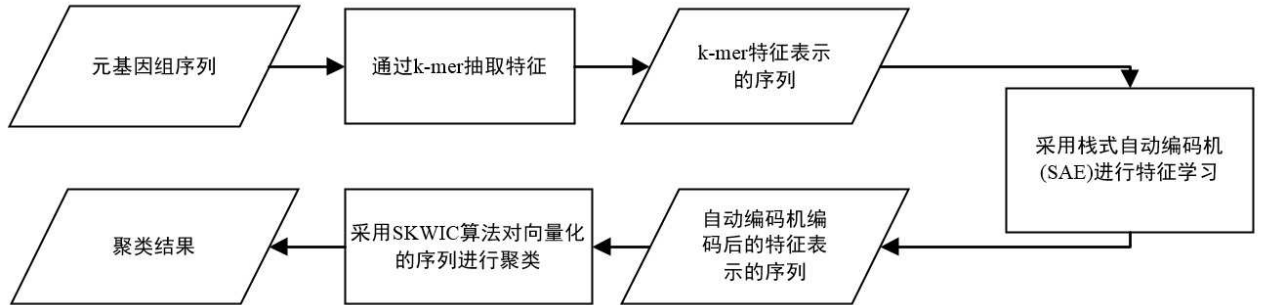 元基因组序列
通过k-mer抽取特征
k-mer特征表示
的序列
采用栈式自动编码机
(SAE)进行特征学习
自动编码机编
码后的特征表
示的序列
采用SKWIC算法对向量化
的序列进行聚类
聚类结果